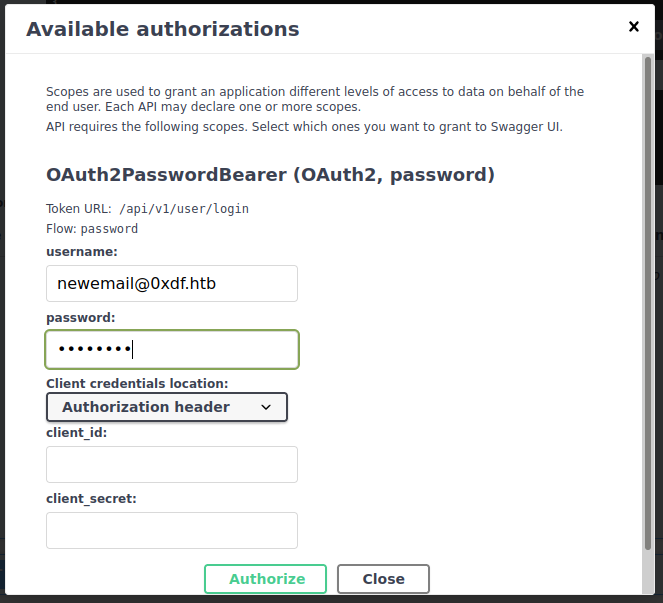 Available authorizations
Scopes are used to grant an application different levels of access to data on behalf of the
end user. Each API may declare one or more scopes.
API requires the following scopes. Select which ones you want to grant to Swagger UI.
OAuth2PasswordBearer (OAuth2, password)
Token URL: /api/v1/user/login
Flow: password
username:
newemail@0xdf.htb
password:
••••••••
Client credentials location:
Authorization header
client_id:
client_secret:
Authorize Close